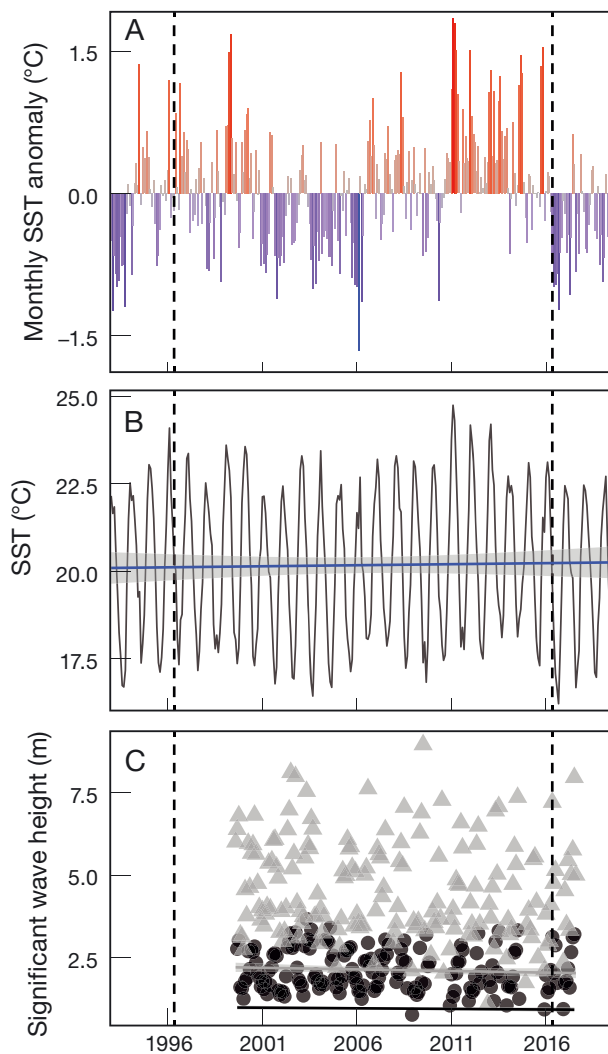 A
Monthly SST anomaly (°C)
1.5
0.0
−1.5
B
SST (°C)
25.0
22.5
20.0
17.5
C
Significant wave height (m)
7.5
5.0
2.5
1996 2001 2006 2011 2016